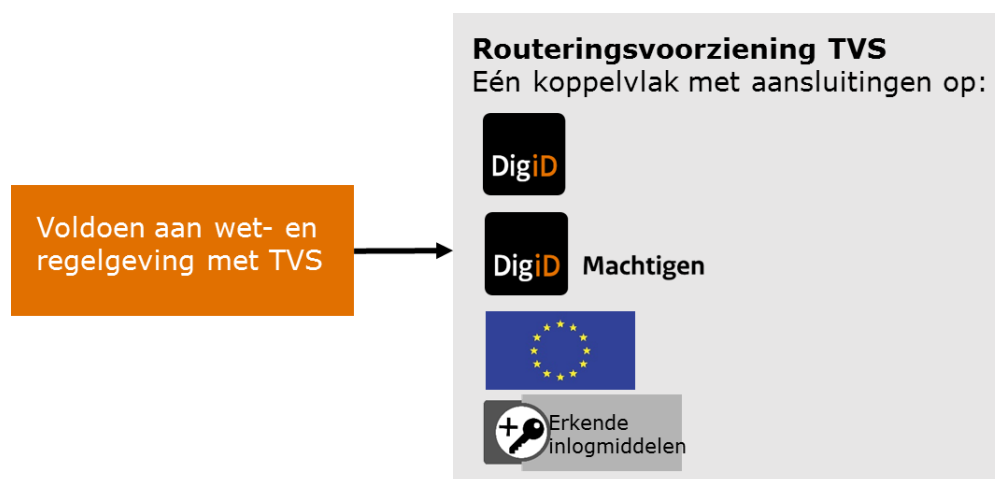 Routeringsvoorziening TVS
Eén koppelvlak met aansluitingen op:
DigiD
Voldoen aan wet- en
regelgeving met TVS
DigiD Machtigen
Erkende
inlogmiddelen